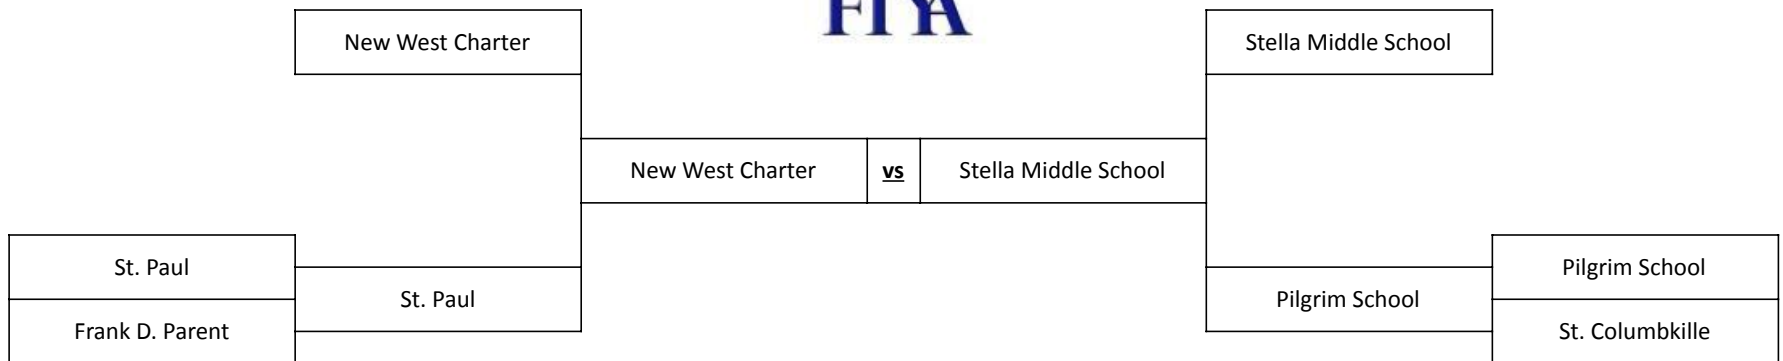 FIYA
New West Charter
Stella Middle School
New West Charter
vs
Stella Middle School
St. Paul
Frank D. Parent
St. Paul
Pilgrim School
Pilgrim School
St. Columbkille